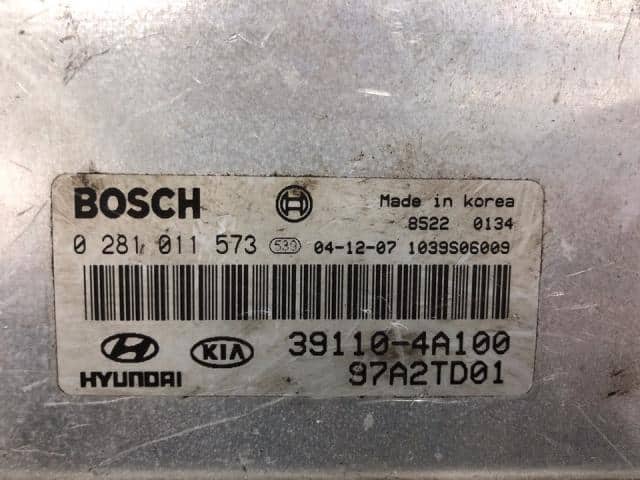 BOSCH Made in korea
8522 0134
0 281 011 573 539 04-12-07 1039S06009
HYUNDAI KIA 39110-4A100
97A2TD01